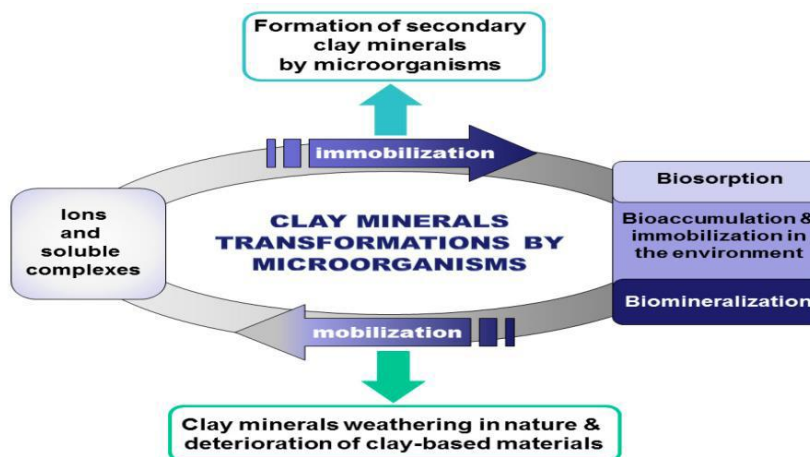 Formation of secondary
clay minerals
by microorganisms
immobilization
Ions
and
soluble
complexes
CLAY MINERALS
TRANSFORMATIONS BY
MICROORGANISMS
Biosorption
Bioaccumulation &
immobilization in
the environment
Biomineralization
mobilization
Clay minerals weathering in nature &
deterioration of clay-based materials